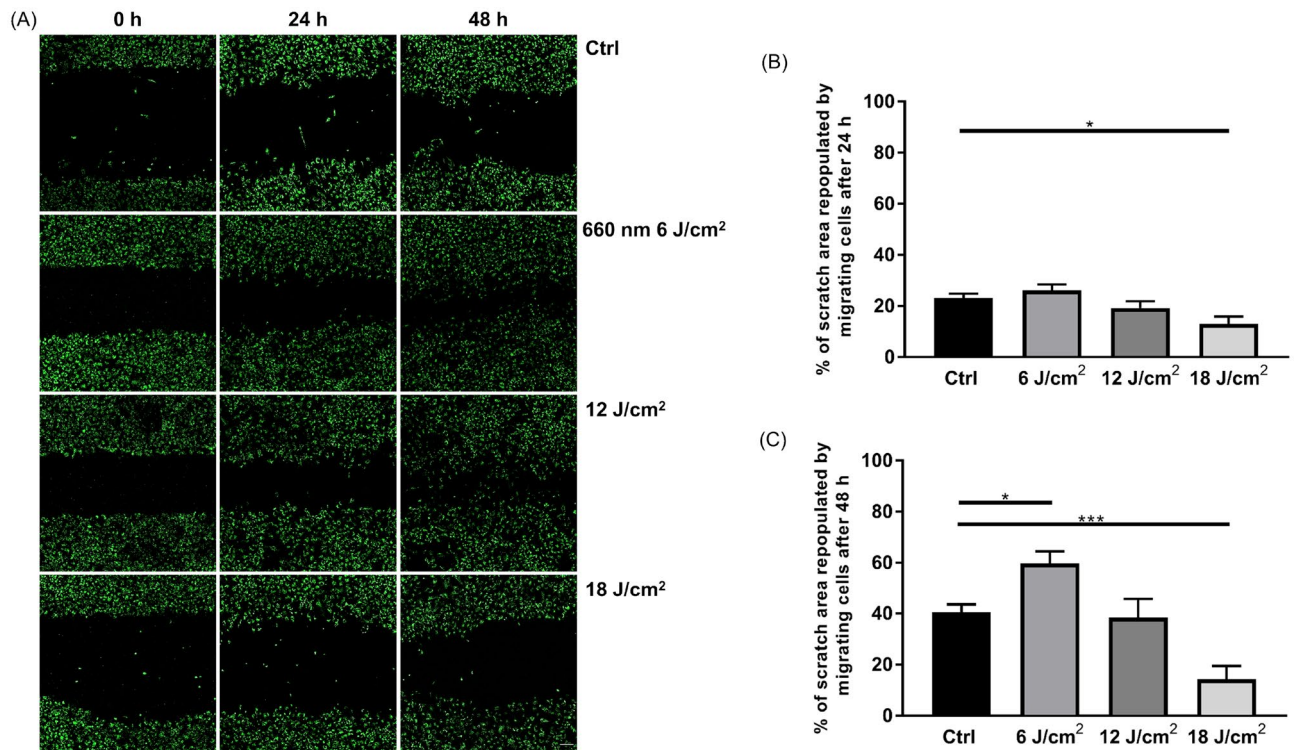 (A)
0 h 24 h 48 h
Ctrl
660 nm 6 J/cm²
12 J/cm²
18 J/cm²
(B)
% of scratch area repopulated by
migrating cells after 24 h
100
80
60
40
20
0
*
Ctrl 6 J/cm² 12 J/cm² 18 J/cm²
(C)
% of scratch area repopulated by
migrating cells after 48 h
100
80
60
40
20
0
*
***
Ctrl 6 J/cm² 12 J/cm² 18 J/cm²